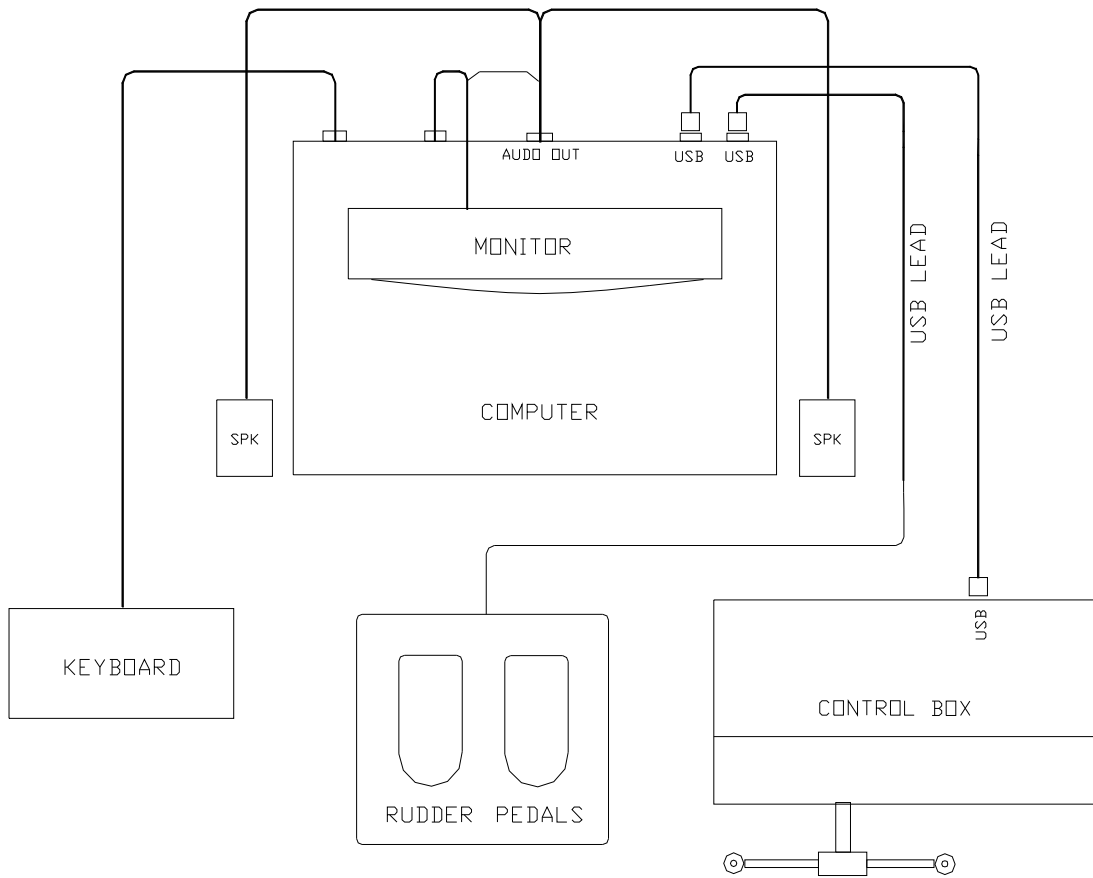 AUDO OUT
USB
USB
MONITOR
USB LEAD
USB LEAD
COMPUTER
SPK
SPK
USB
KEYBOARD
CONTROL BOX
RUDDER PEDALS